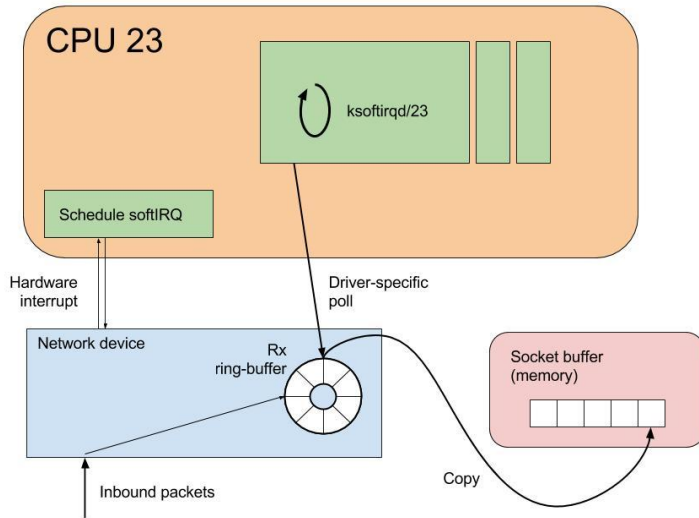 CPU 23
ksoftirqd/23
Schedule softIRQ
Hardware
interrupt
Driver-specific
poll
Network device
Rx
ring-buffer
Socket buffer
(memory)
Inbound packets
Copy